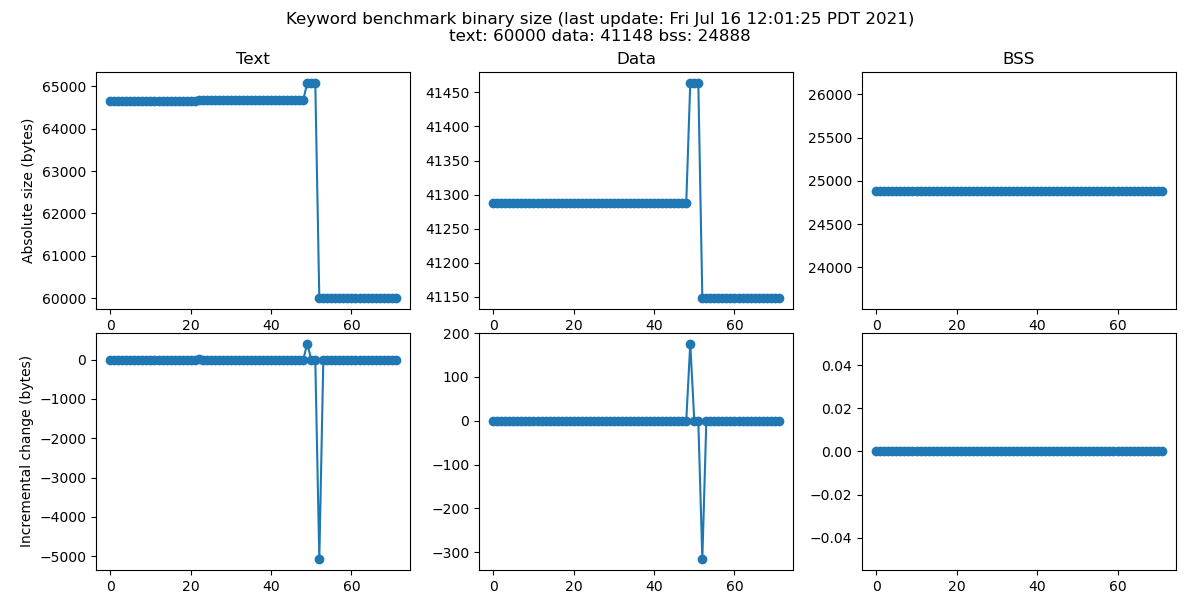 Keyword benchmark binary size (last update: Fri Jul 16 12:01:25 PDT 2021)
text: 60000 data: 41148 bss: 24888
Text
Data
BSS
Absolute size (bytes)
65000
64000
63000
62000
61000
60000
0 20 40 60
41450
41400
41350
41300
41250
41200
41150
0 20 40 60
26000
25500
25000
24500
24000
0 20 40 60
Incremental change (bytes)
0
−1000
−2000
−3000
−4000
−5000
0 20 40 60
200
100
0
−100
−200
−300
0 20 40 60
0.04
0.02
0.00
−0.02
−0.04
0 20 40 60